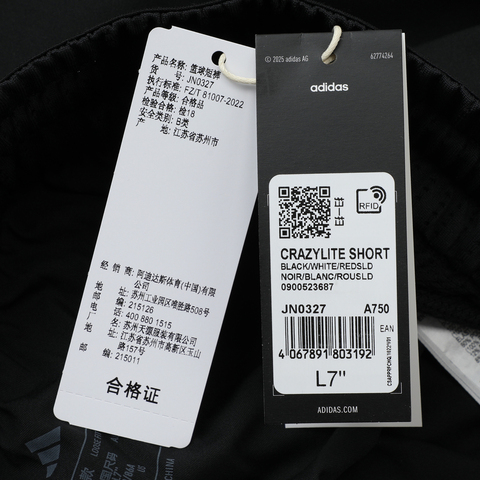 产品名称: 篮球短裤
货 号: JN0327
执行标准: FZ/T 81007-2022
产品等级: 合格品
检验合格: 检18
安全类别: B类
产 地: 江苏省苏州市
经 销 商: 阿迪达斯体育(中国)有限
公司
地 址: 苏州工业园区唯胜路508号
邮 编: 215126
电 话: 400 880 1515
厂 名: 苏州天源服装有限公司
地 址: 江苏省苏州市高新区玉山
路157号
邮 编: 215011
合格证
© 2025 adidas AG
62774264
adidas
RFID
CRAZYLITE SHORT
BLACK/WHITE/REDSLD
NOIR/BLANC/ROUSLD
0900523687
JN0327 A750
EAN
4 067891 803192
L7"
ADIDAS.COM